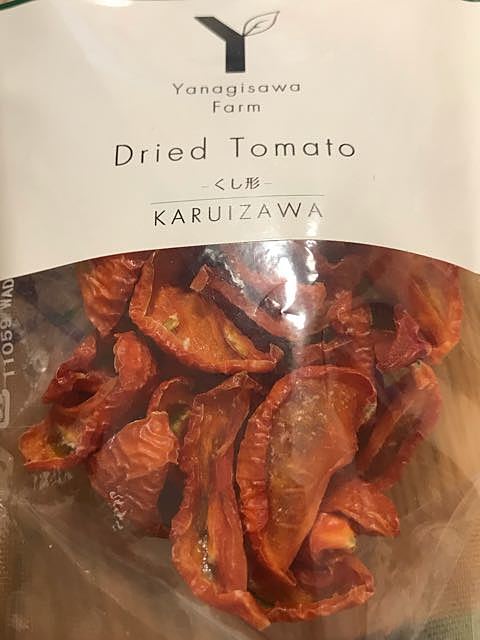 Y
Yanagisawa
Farm
Dried Tomato
-くし形-
KARUIZAWA